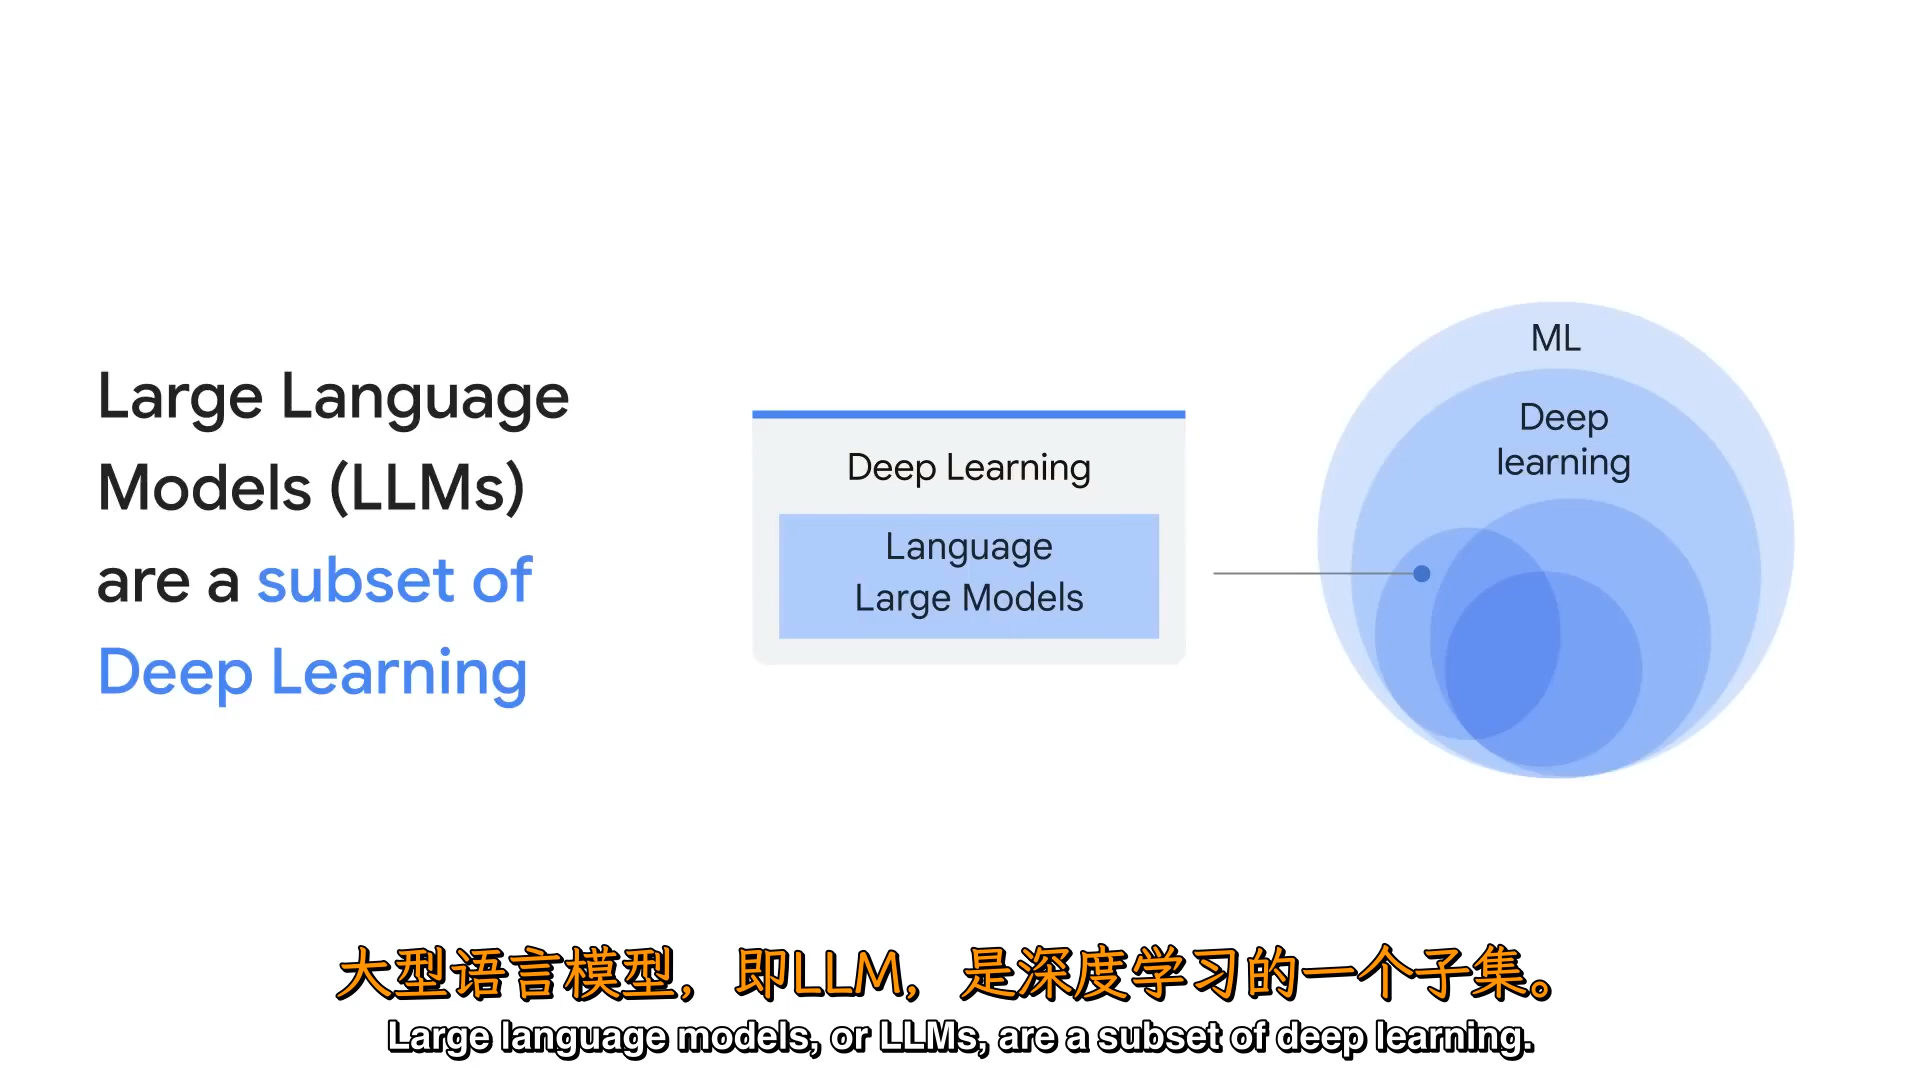 Large Language
Models (LLMs)
are a subset of
Deep Learning
Deep Learning
Language
Large Models
ML
Deep
learning
大型语言模型，即LLM，是深度学习的一个子集。
Large language models, or LLMs, are a subset of deep learning.